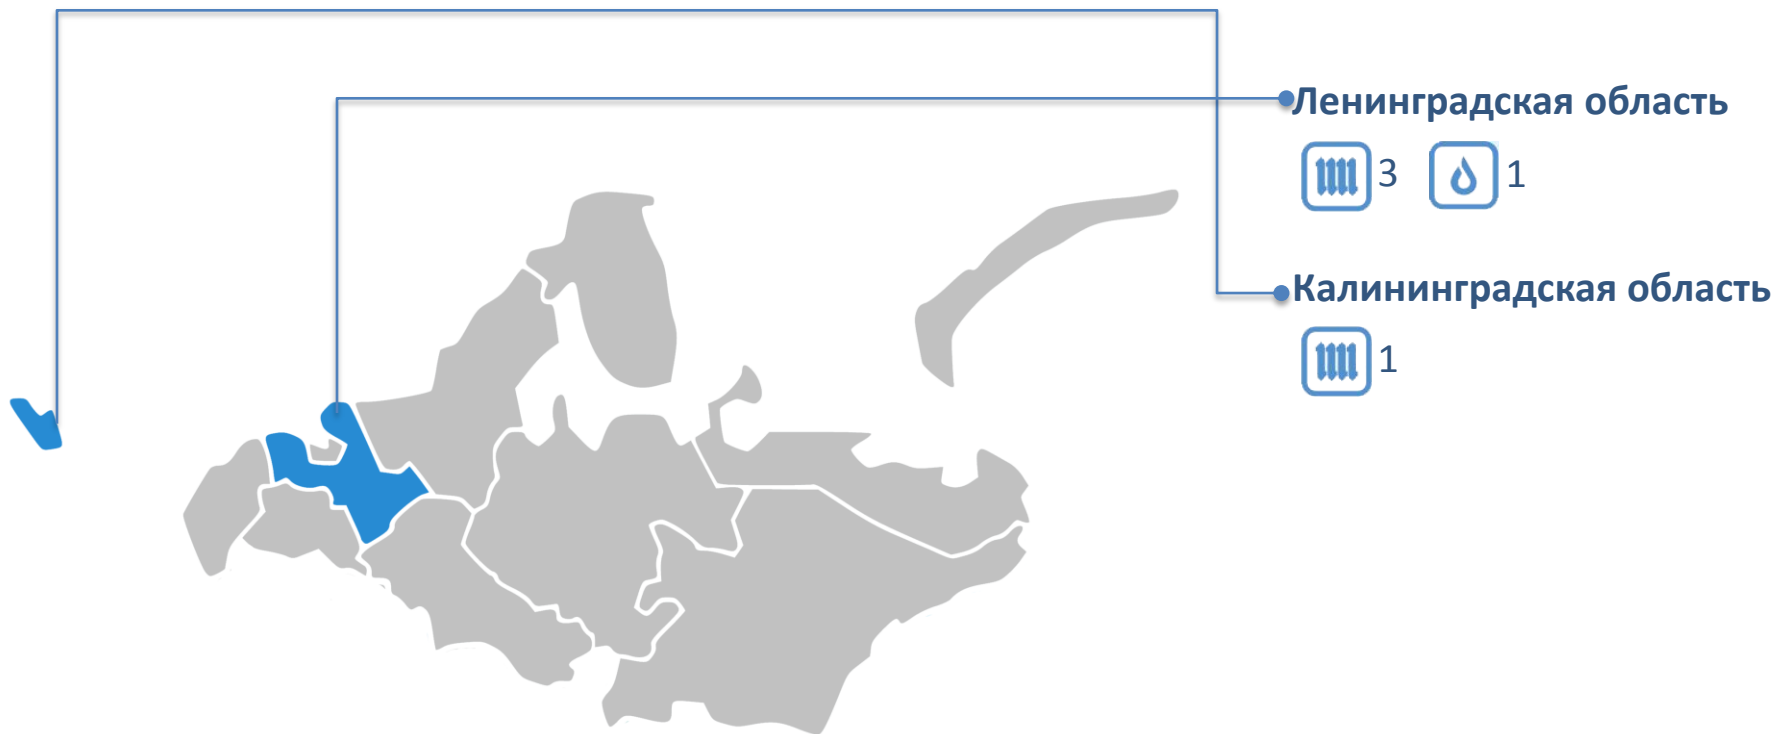 Ленинградская область
3 1
Калининградская область
1